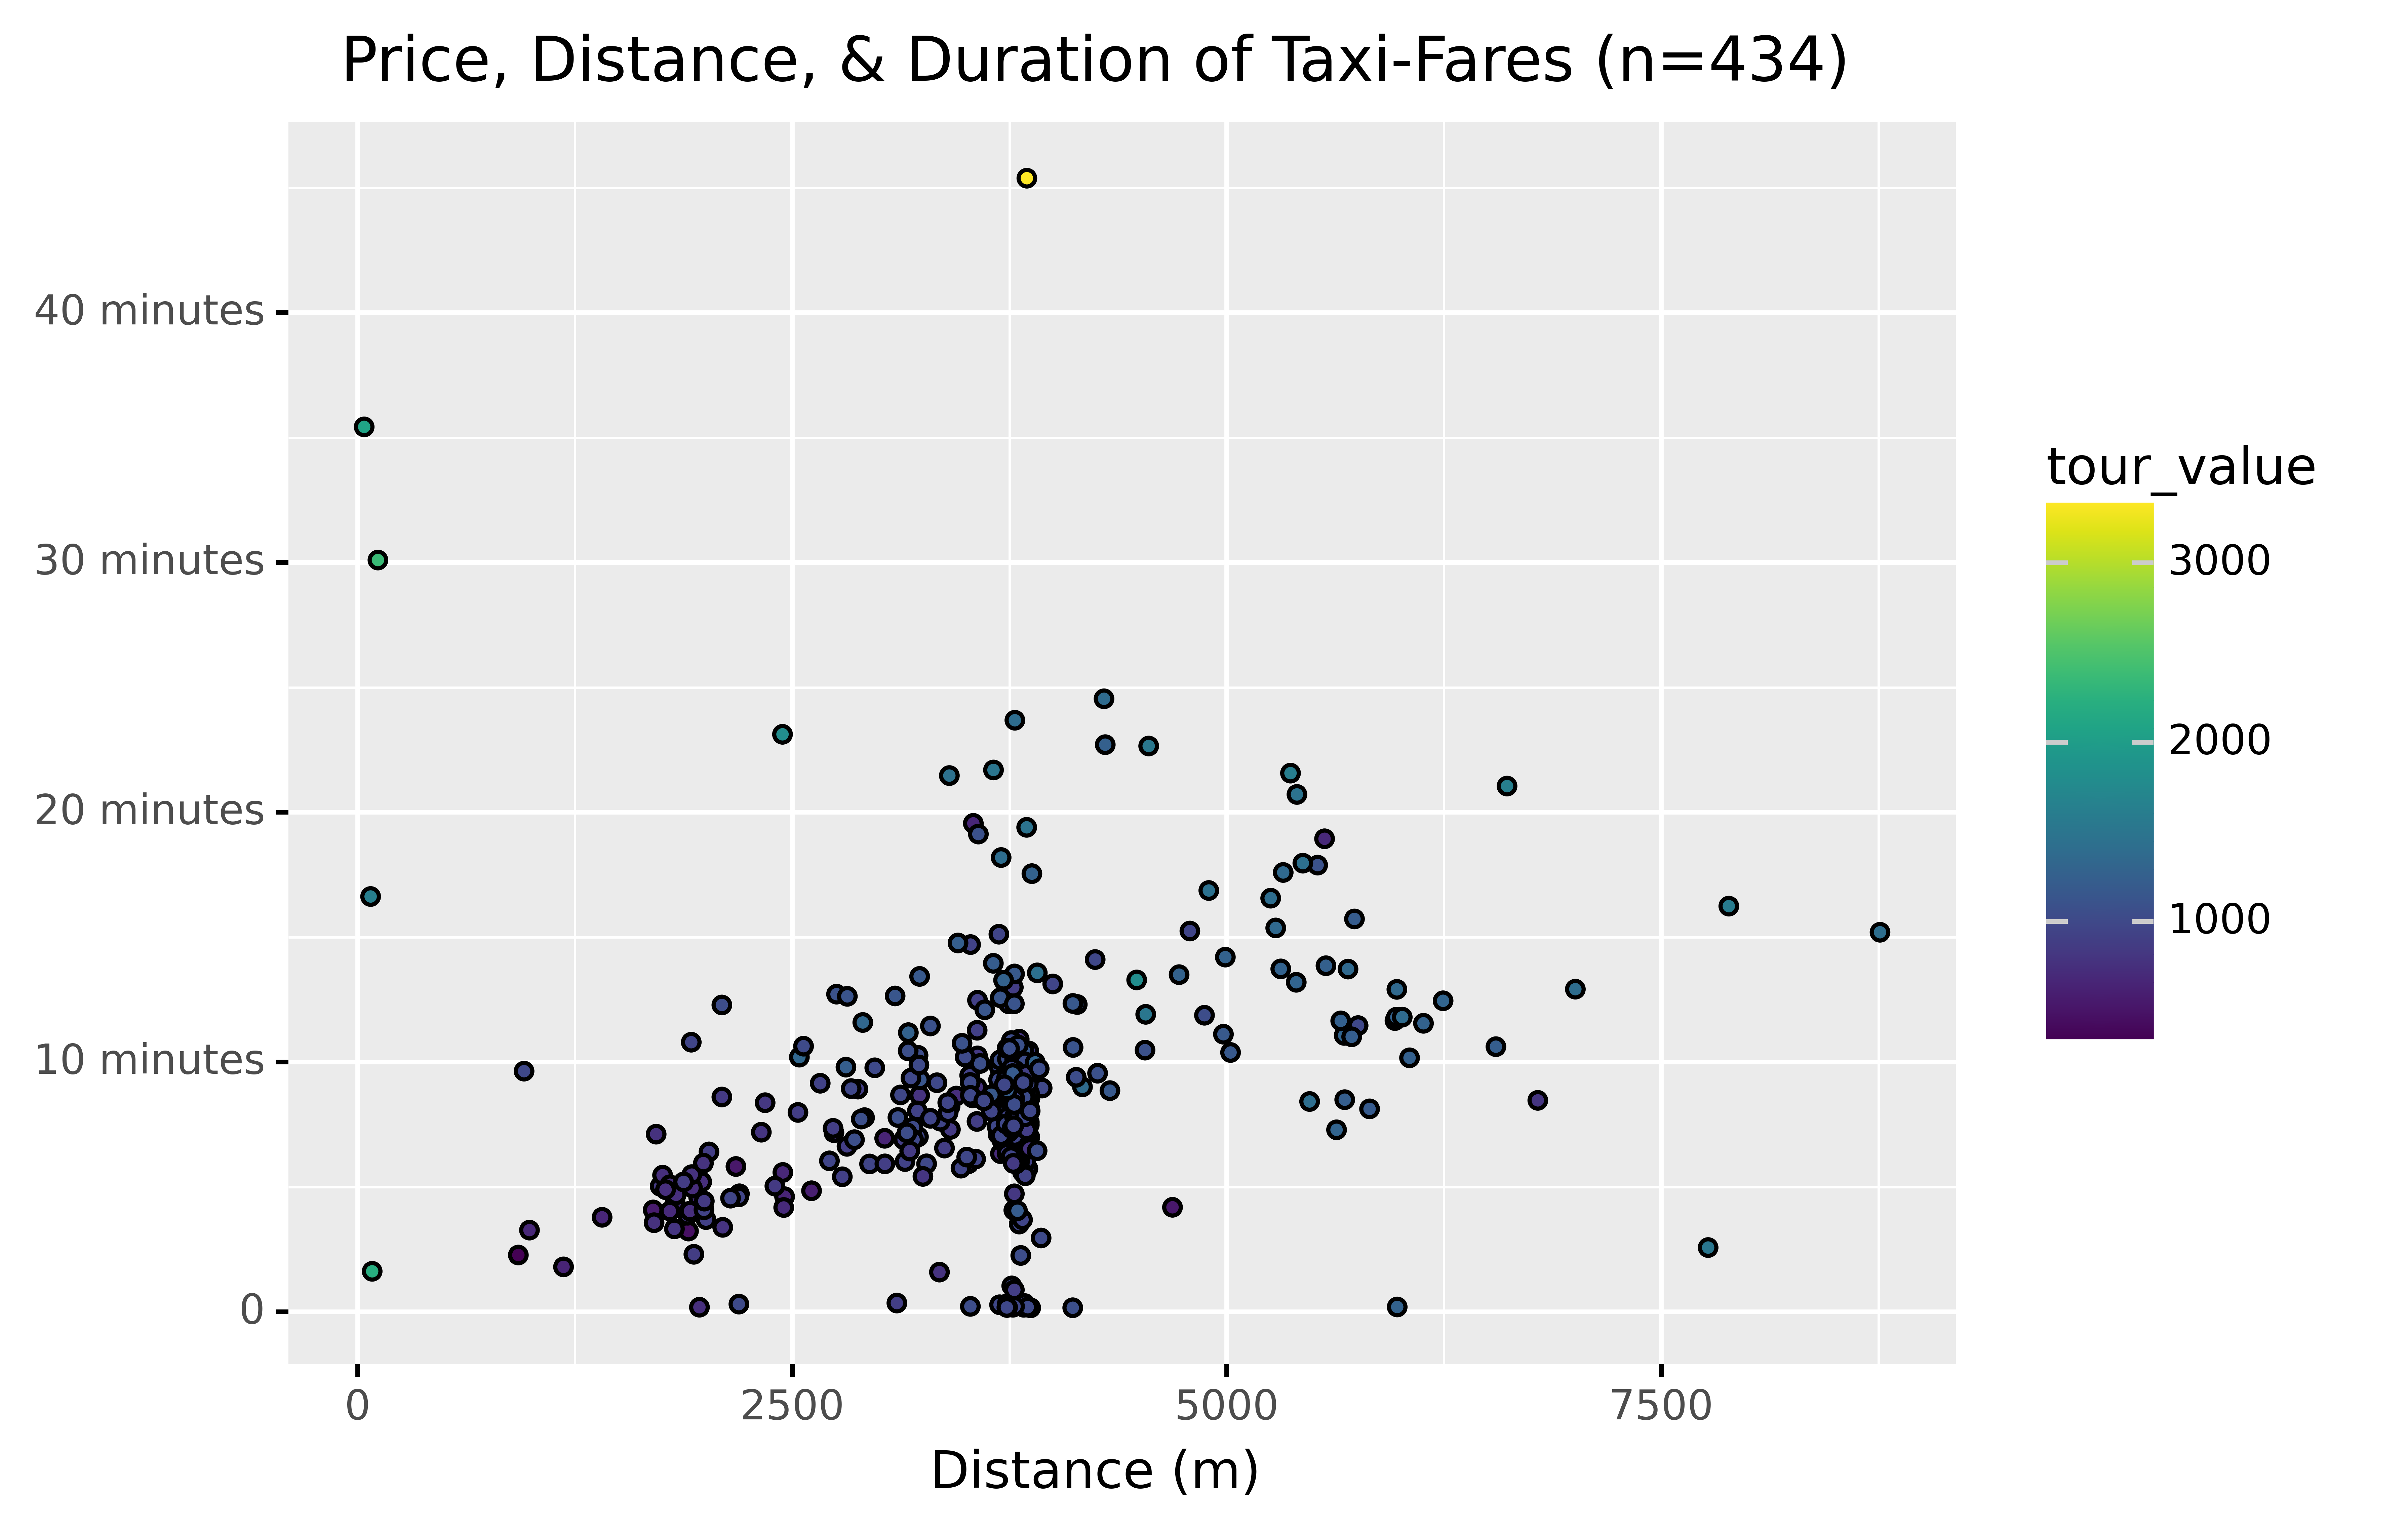 Price, Distance, & Duration of Taxi-Fares (n=434)
40 minutes
30 minutes
20 minutes
10 minutes
0
0
2500
5000
7500
Distance (m)
tour_value
3000
2000
1000